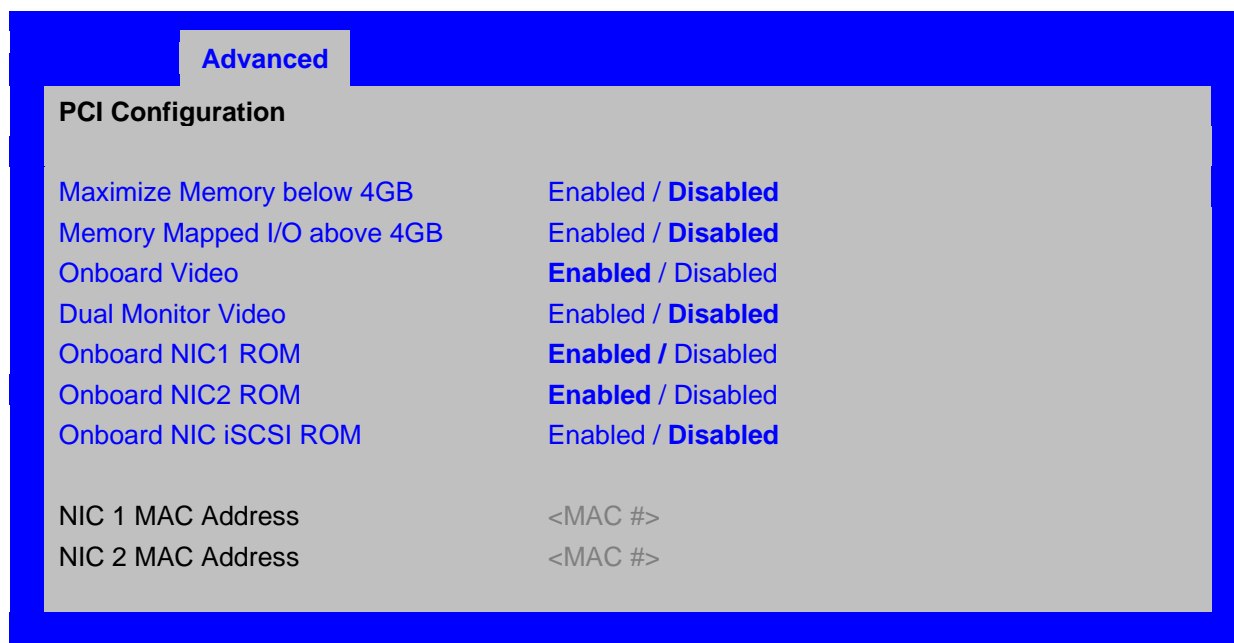 Advanced
PCI Configuration
Maximize Memory below 4GB Enabled / Disabled
Memory Mapped I/O above 4GB Enabled / Disabled
Onboard Video Enabled / Disabled
Dual Monitor Video Enabled / Disabled
Onboard NIC1 ROM Enabled / Disabled
Onboard NIC2 ROM Enabled / Disabled
Onboard NIC iSCSI ROM Enabled / Disabled
NIC 1 MAC Address <MAC #>
NIC 2 MAC Address <MAC #>